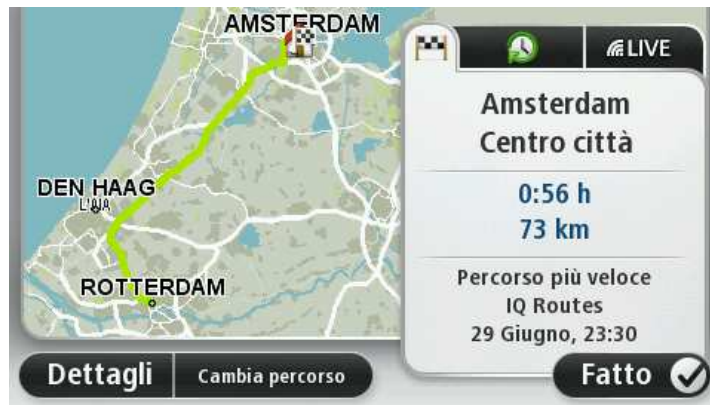 AMSTERDAM
DEN HAAG
L'AIA
ROTTERDAM
LIVE
Amsterdam
Centro città
0:56 h
73 km
Percorso più veloce
IQ Routes
29 Giugno, 23:30
Dettagli
Cambia percorso
Fatto